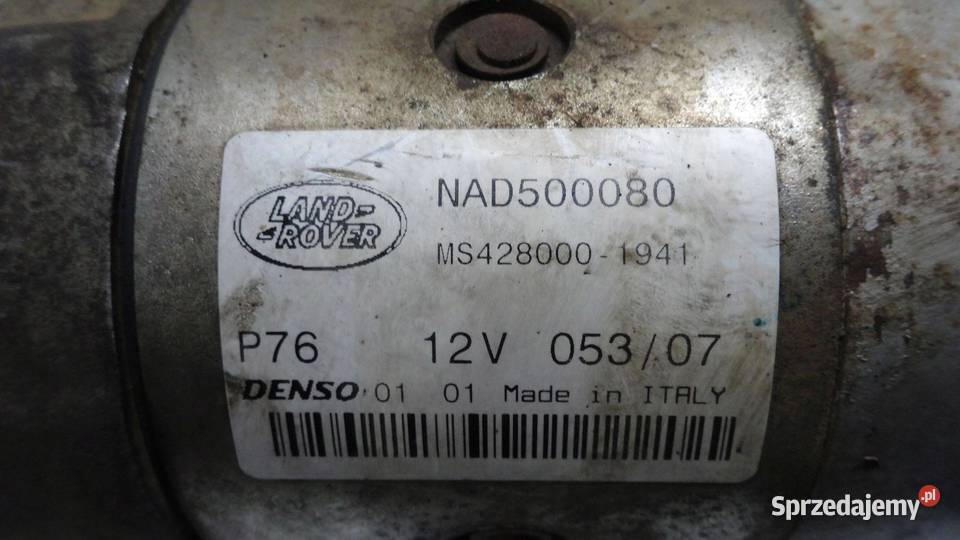 LAND-
-ROVER
NAD500080
MS428000-1941
P76 12V 053/07
DENSO 01 01 Made in ITALY
Sprzedajemy.pl